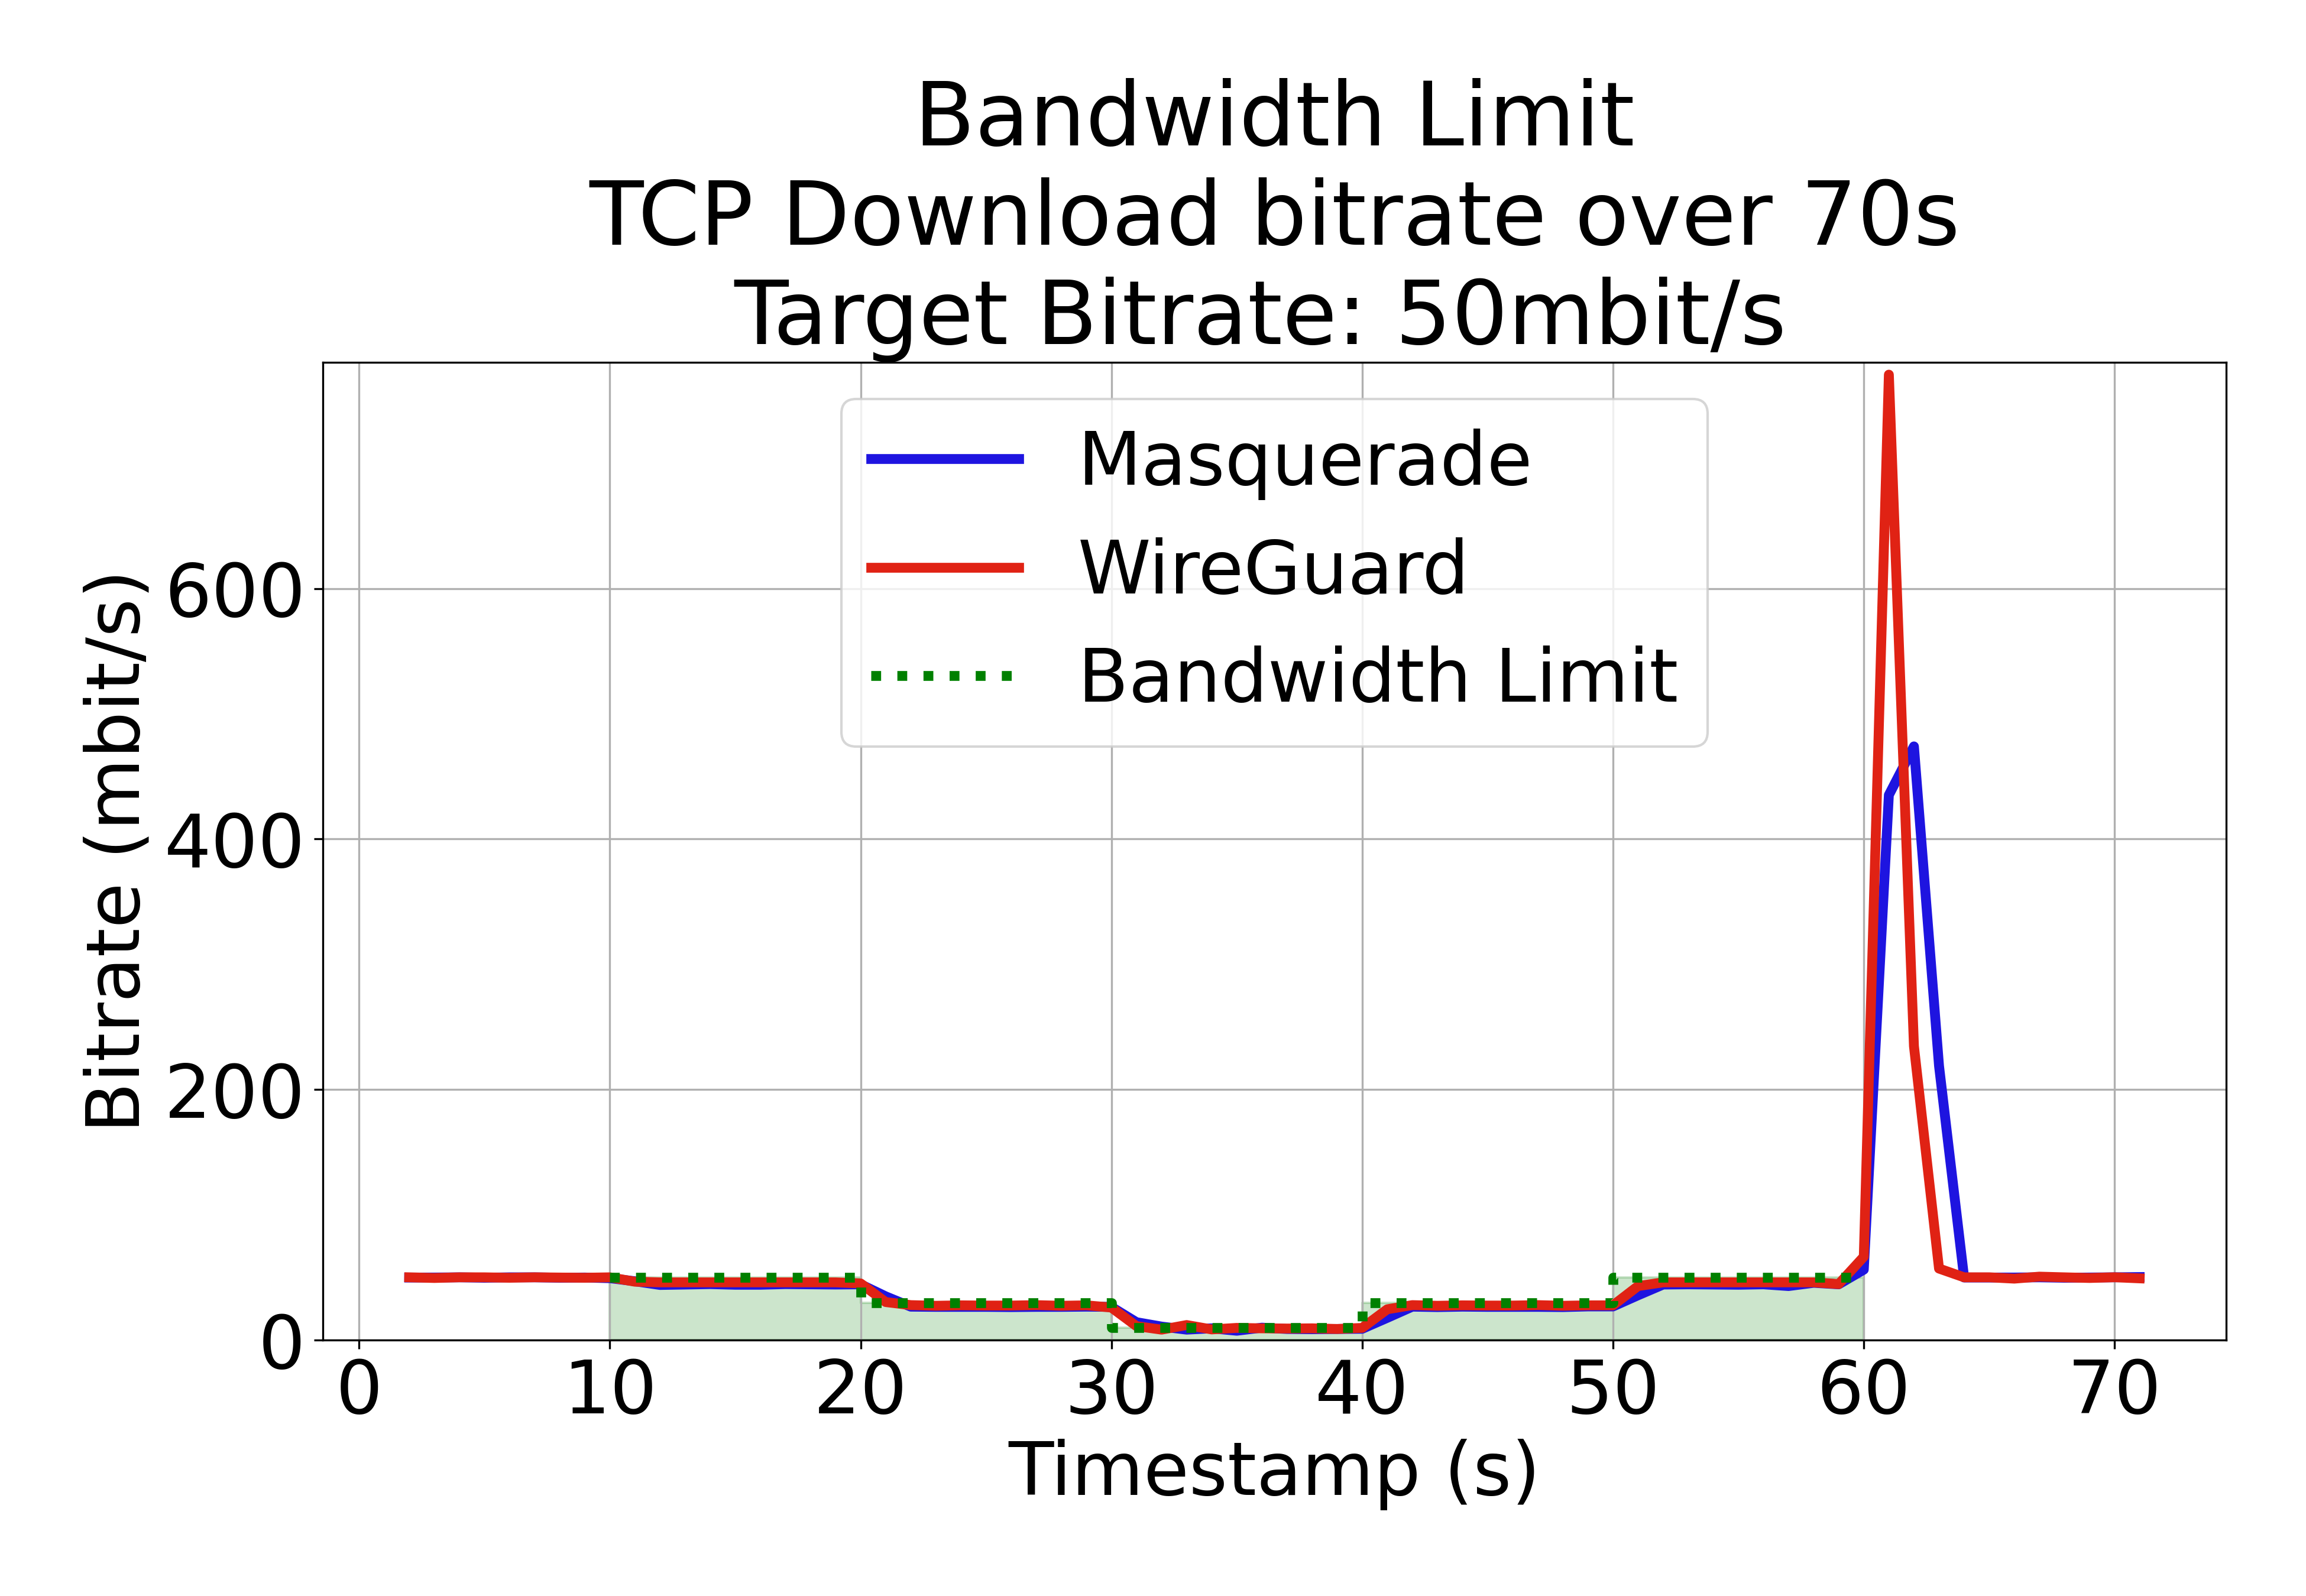 Bandwidth Limit
TCP Download bitrate over 70s
Target Bitrate: 50mbit/s
Masquerade
WireGuard
Bandwidth Limit
Bitrate (mbit/s)
600
400
200
0
0 10 20 30 40 50 60 70
Timestamp (s)